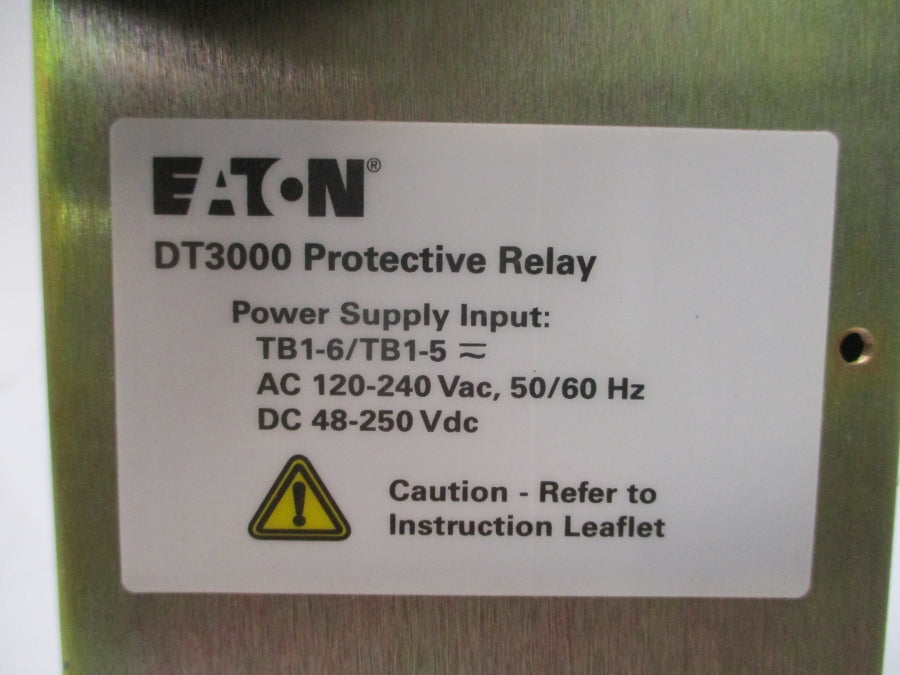 EATON®
DT3000 Protective Relay
Power Supply Input:
TB1-6/TB1-5 ⎓
AC 120-240 Vac, 50/60 Hz
DC 48-250 Vdc
Caution - Refer to
Instruction Leaflet